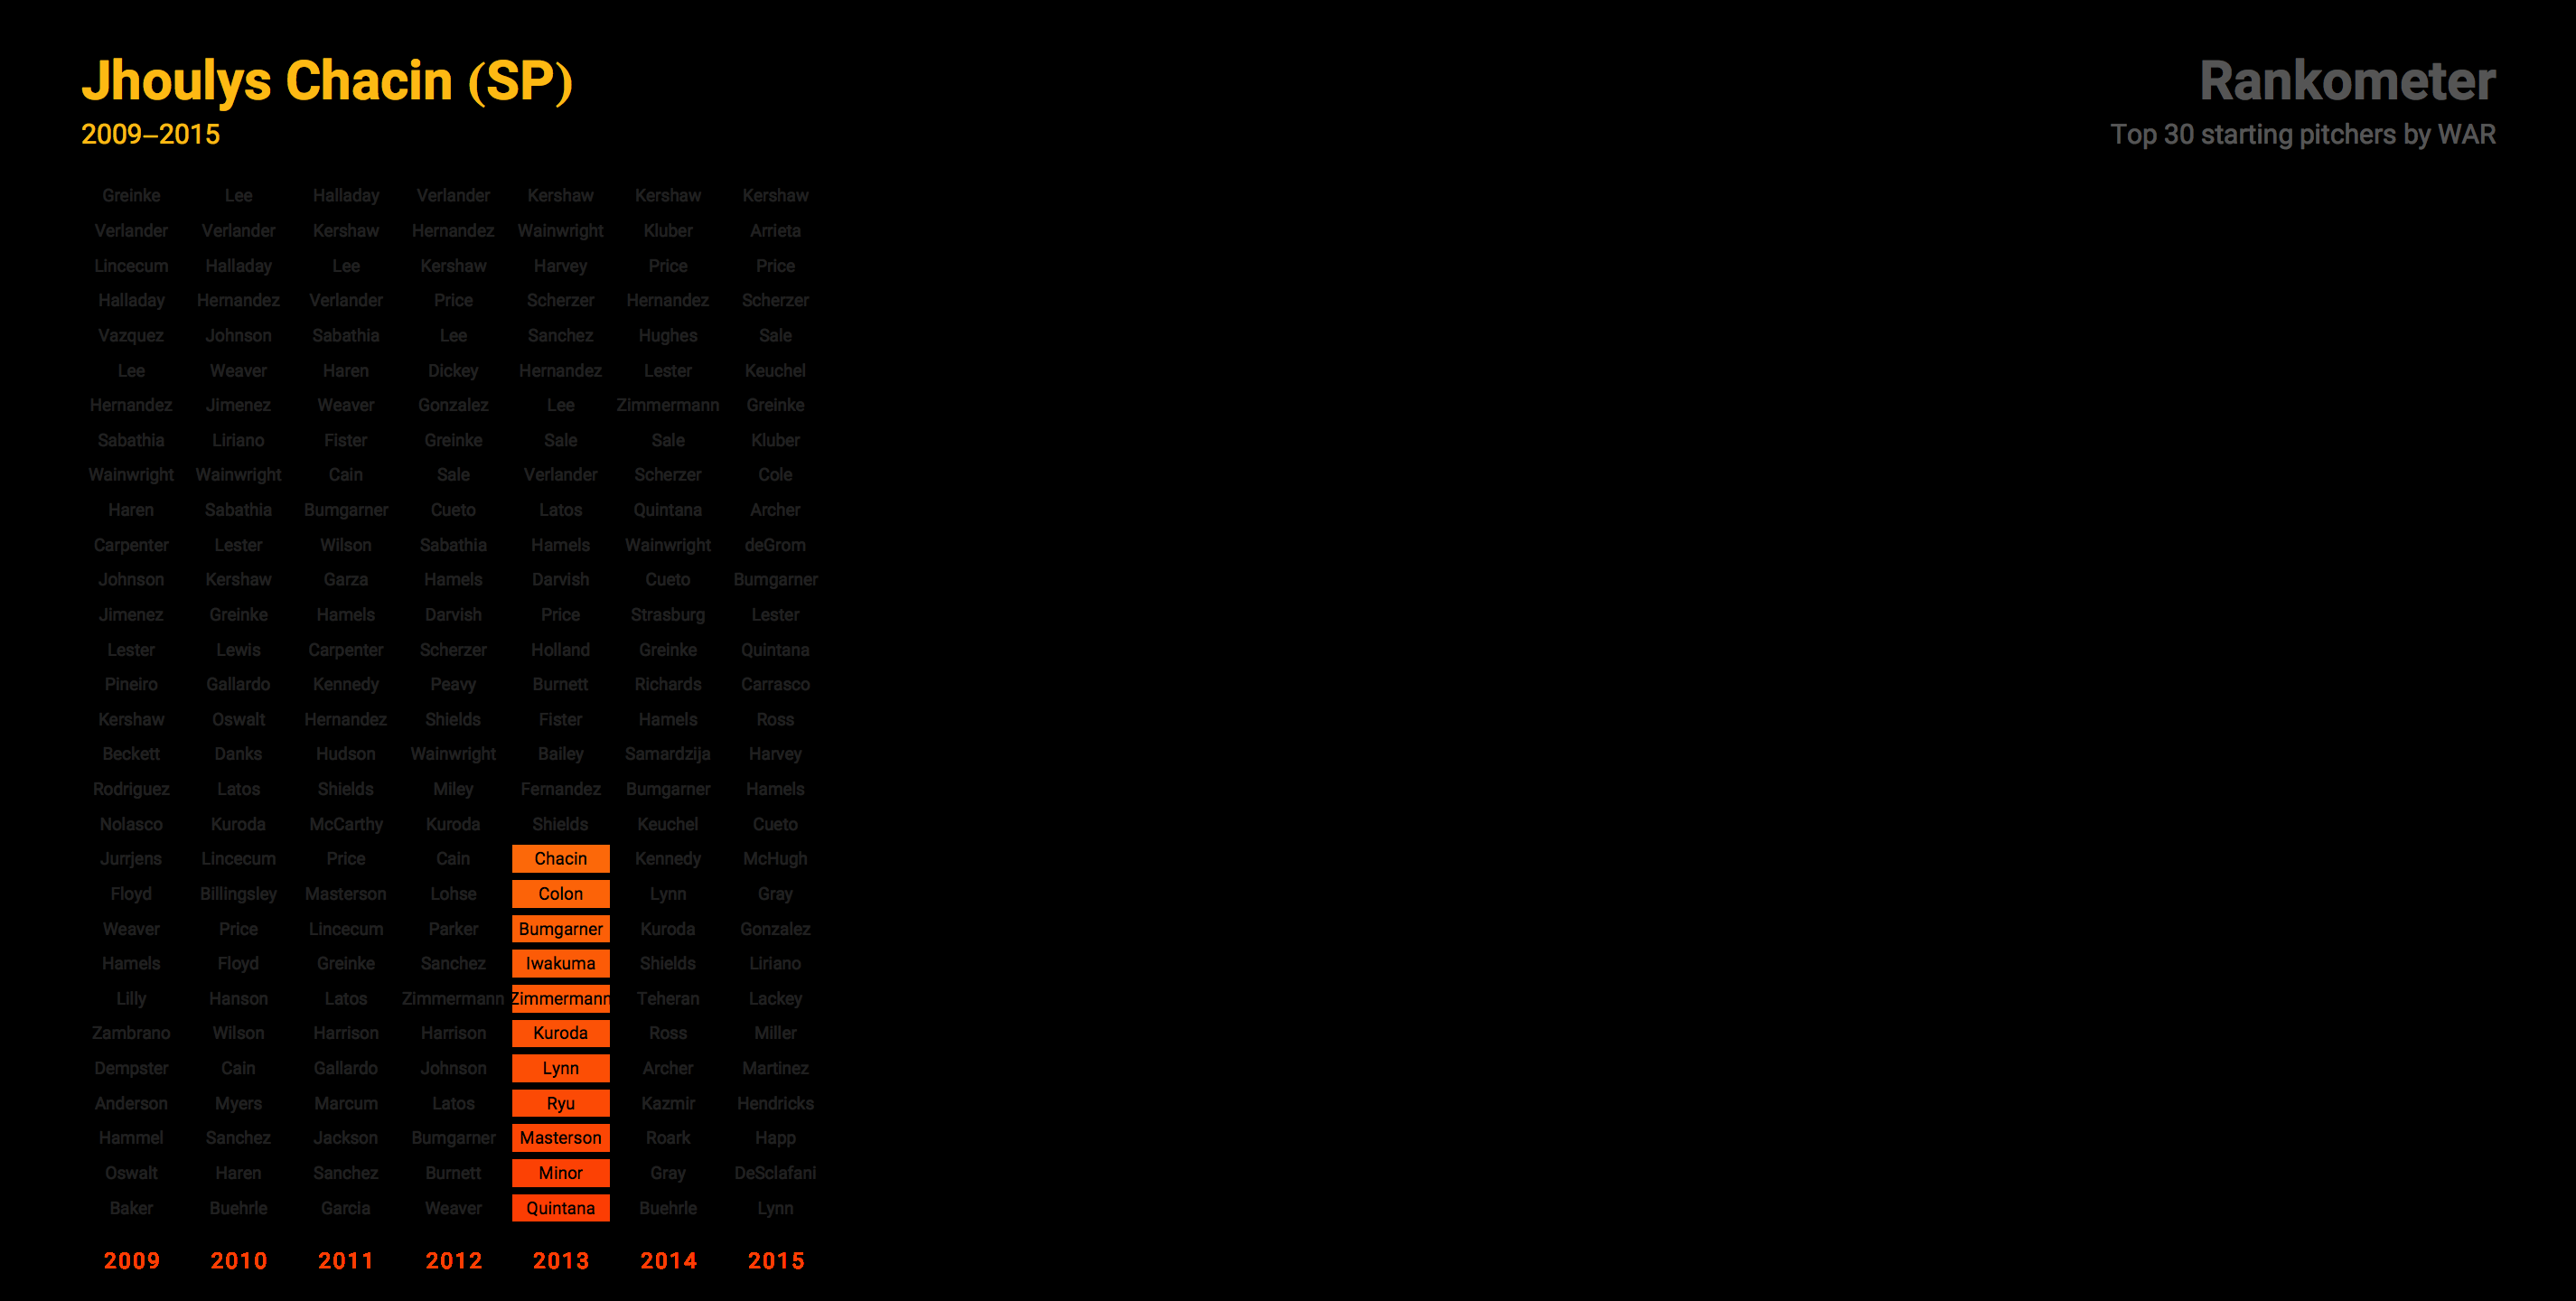 Jhoulys Chacin (SP)
2009–2015
Rankometer
Top 30 starting pitchers by WAR
Greinke Lee Halladay Verlander Kershaw Kershaw Kershaw
Verlander Verlander Kershaw Hernandez Wainwright Kluber Arrieta
Lincecum Halladay Lee Kershaw Harvey Price Price
Halladay Hernandez Verlander Price Scherzer Hernandez Scherzer
Vazquez Johnson Sabathia Lee Sanchez Hughes Sale
Lee Weaver Haren Dickey Hernandez Lester Keuchel
Hernandez Jimenez Weaver Gonzalez Lee Zimmermann Greinke
Sabathia Liriano Fister Greinke Sale Sale Kluber
Wainwright Wainwright Cain Sale Verlander Scherzer Cole
Haren Sabathia Bumgarner Cueto Latos Quintana Archer
Carpenter Lester Wilson Sabathia Hamels Wainwright deGrom
Johnson Kershaw Garza Hamels Darvish Cueto Bumgarner
Jimenez Greinke Hamels Darvish Price Strasburg Lester
Lester Lewis Carpenter Scherzer Holland Greinke Quintana
Pineiro Gallardo Kennedy Peavy Burnett Richards Carrasco
Kershaw Oswalt Hernandez Shields Fister Hamels Ross
Beckett Danks Hudson Wainwright Bailey Samardzija Harvey
Rodriguez Latos Shields Miley Fernandez Bumgarner Hamels
Nolasco Kuroda McCarthy Kuroda Shields Keuchel Cueto
Jurrjens Lincecum Price Cain Chacin Kennedy McHugh
Floyd Billingsley Masterson Lohse Colon Lynn Gray
Weaver Price Lincecum Parker Bumgarner Kuroda Gonzalez
Hamels Floyd Greinke Sanchez Iwakuma Shields Liriano
Lilly Hanson Latos Zimmermann Zimmermann Teheran Lackey
Zambrano Wilson Harrison Harrison Kuroda Ross Miller
Dempster Cain Gallardo Johnson Lynn Archer Martinez
Anderson Myers Marcum Latos Ryu Kazmir Hendricks
Hammel Sanchez Jackson Bumgarner Masterson Roark Happ
Oswalt Haren Sanchez Burnett Minor Gray DeSclafani
Baker Buehrle Garcia Weaver Quintana Buehrle Lynn
2009 2010 2011 2012 2013 2014 2015